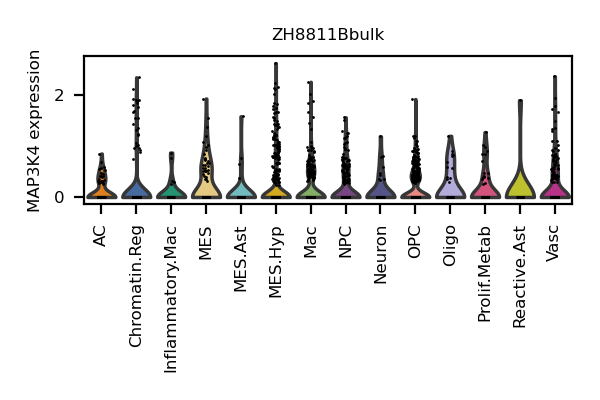 ZH8811Bbulk
MAP3K4 expression
2
0
AC
Chromatin.Reg
Inflammatory.Mac
MES
MES.Ast
MES.Hyp
Mac
NPC
Neuron
OPC
Oligo
Prolif.Metab
Reactive.Ast
Vasc